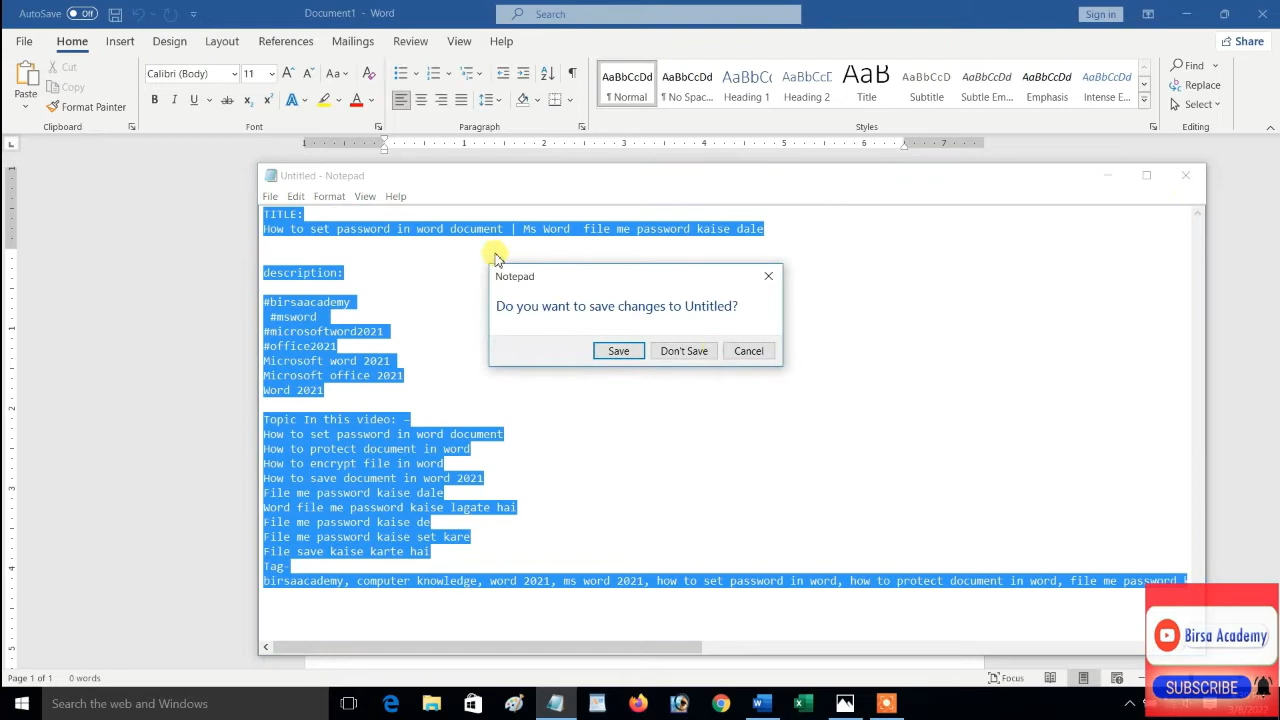 AutoSave Off
Document1 - Word
Search
Sign in
File Home Insert Draw Design Layout References Mailings Review View Help
Share
Paste
Cut
Copy
Format Painter
Clipboard
Calibri (Body) 11
Font
Paragraph
AaBbCcDd AaBbCcDd AaBbCc AaBbCcE AaB AaBbCcD AaBbCcDd AaBbCcDd AaBbCcDd
¶ Normal ¶ No Spac... Heading 1 Heading 2 Title Subtitle Subtle Em... Emphasis Intense E...
Styles
Find
Replace
Select
Editing
Untitled - Notepad
File Edit Format View Help
TITLE:
How to set password in word document | Ms Word file me password kaise dale
description:
#birsaacademy
#msword
#microsoftword2021
#office2021
Microsoft word 2021
Microsoft office 2021
Word 2021
Topic In this video: –
How to set password in word document
How to protect document in word
How to encrypt file in word
How to save document in word 2021
File me password kaise dale
Word file me password kaise lagate hai
File me password kaise de
File me password kaise set kare
File save kaise karte hai
Tag-
birsaacademy, computer knowledge, word 2021, ms word 2021, how to set password in word, how to protect document in word, file me password
Notepad
Do you want to save changes to Untitled?
Save Don't Save Cancel
Birsa Academy
SUBSCRIBE
Page 1 of 1 0 words
Focus
Search the web and Windows
3/8/2022